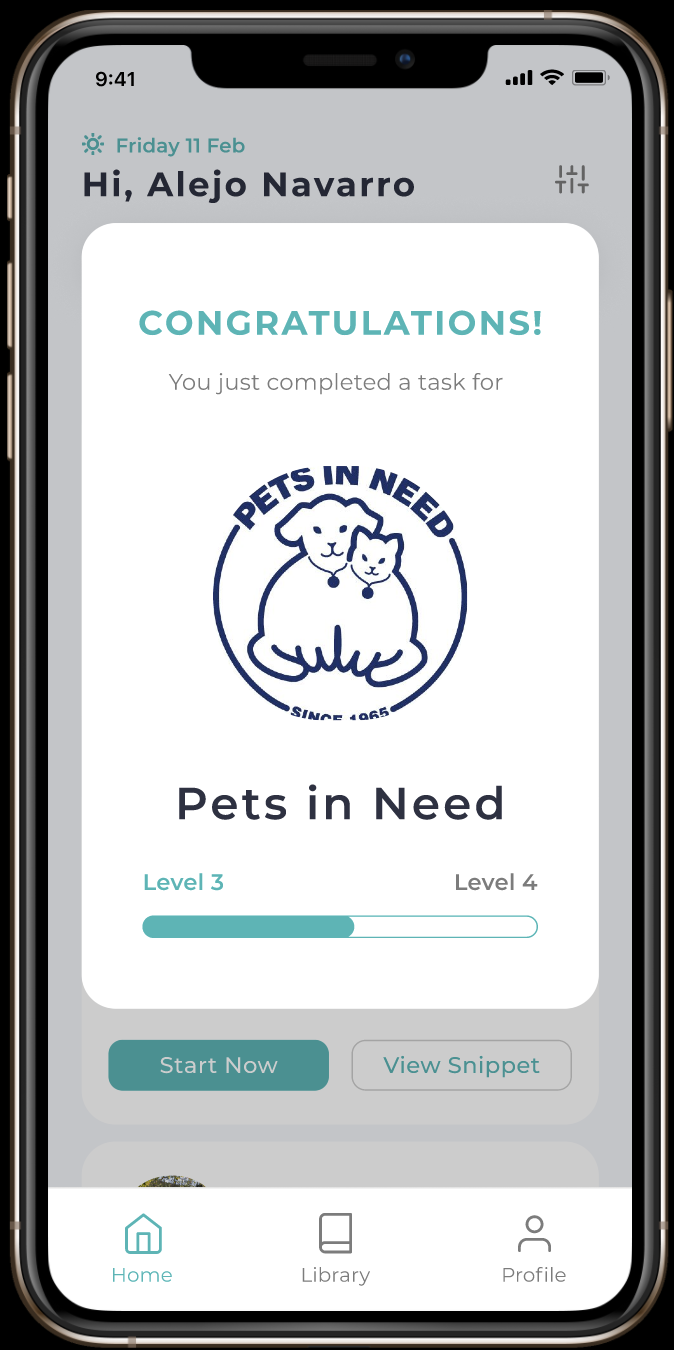 9:41
Friday 11 Feb
Hi, Alejo Navarro
CONGRATULATIONS!
You just completed a task for
PETS IN NEED
SINCE 1965
Pets in Need
Level 3 Level 4
Start Now View Snippet
Home Library Profile